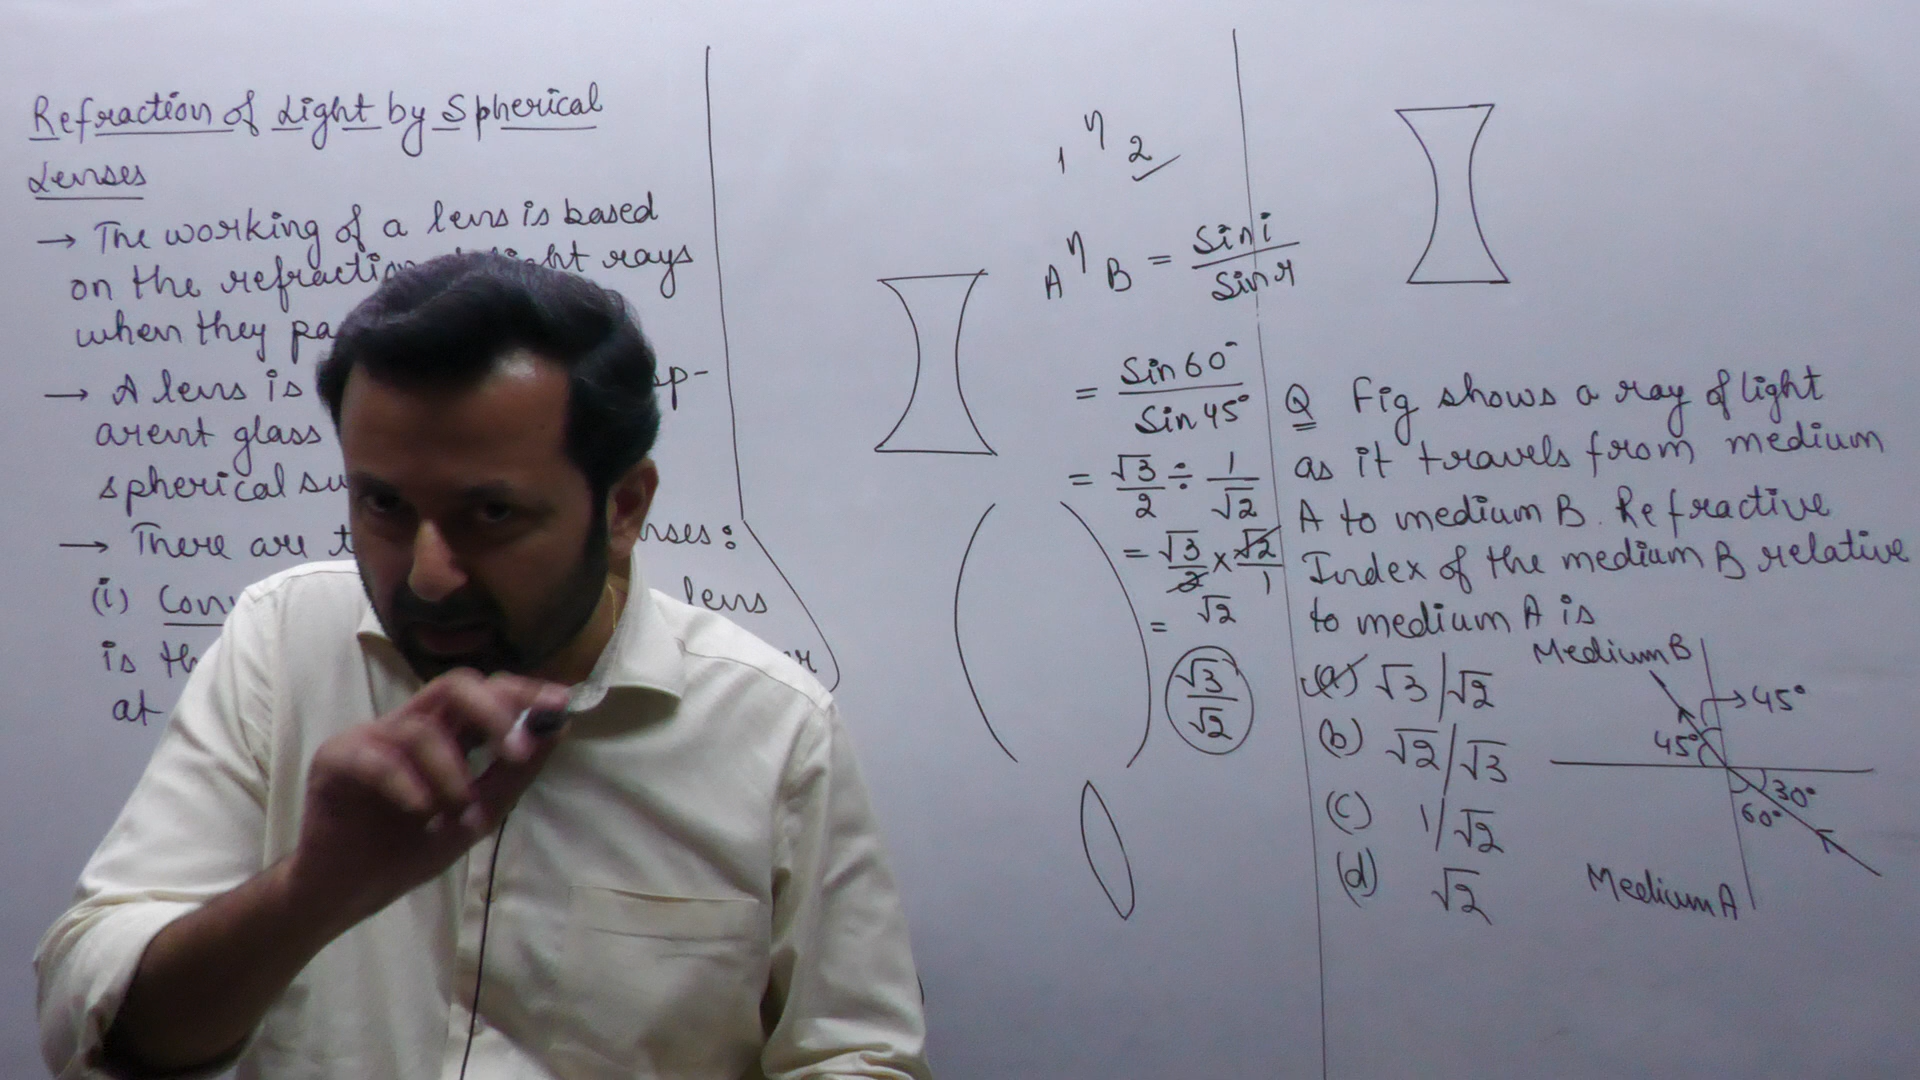 Refraction of Light by Spherical
Lenses
→ The working of a lens is based
on the refraction light rays
when they
→ A lens is
arent glass
spherical
→ There are
(i) lens
is
at
1 η 2
A η B = Sin i / Sin r
= Sin 60° / Sin 45°
= √3/2 ÷ 1/√2
= √3/2 × √2/1
= √2
√3/√2
Q Fig shows a ray of light
as it travels from medium
A to medium B. Refractive
Index of the medium B relative
to medium A is
(a) √3/√2
(b) √2/√3
(c) 1/√2
(d) √2
Medium B
45°
45°
30°
60°
Medium A